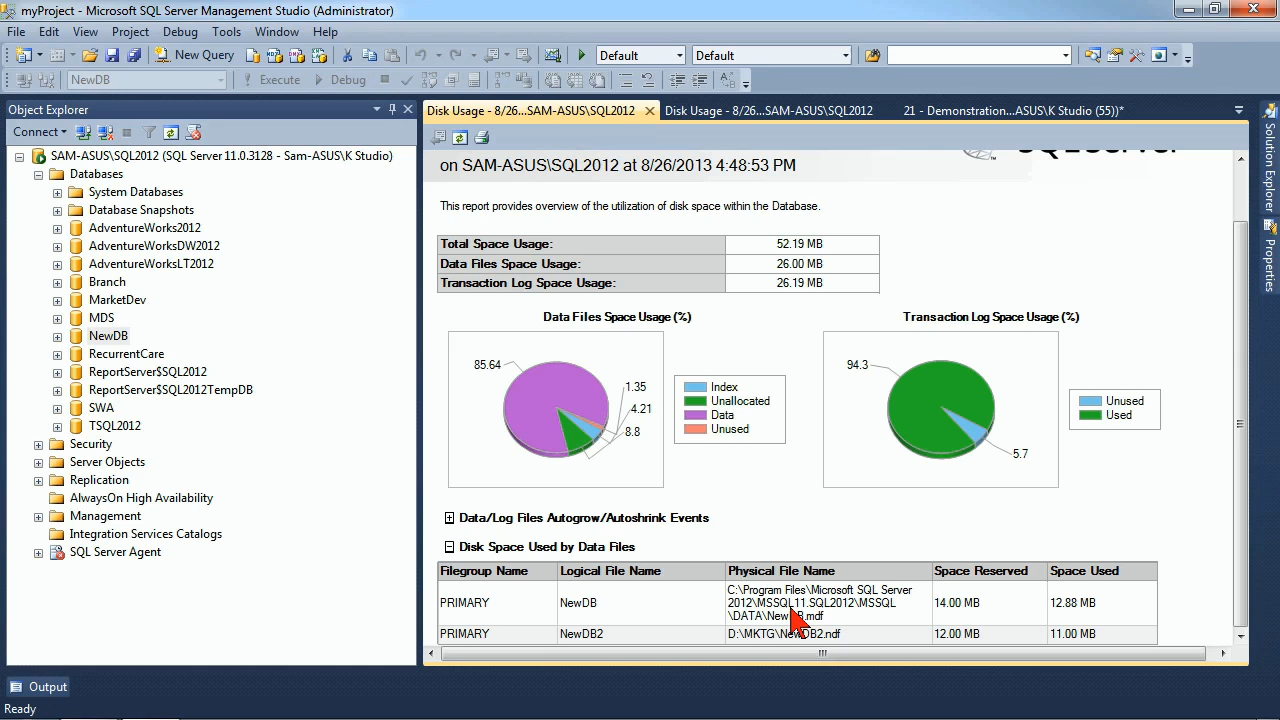 myProject - Microsoft SQL Server Management Studio (Administrator)
File Edit View Project Debug Tools Window Help
New Query Default Default
NewDB Execute Debug
Object Explorer
Connect
SAM-ASUS\SQL2012 (SQL Server 11.0.3128 - Sam-ASUS\K Studio)
Databases
System Databases
Database Snapshots
AdventureWorks2012
AdventureWorksDW2012
AdventureWorksLT2012
Branch
MarketDev
MDS
NewDB
RecurrentCare
ReportServer$SQL2012
ReportServer$SQL2012TempDB
SWA
TSQL2012
Security
Server Objects
Replication
AlwaysOn High Availability
Management
Integration Services Catalogs
SQL Server Agent
Disk Usage - 8/26...SAM-ASUS\SQL2012 Disk Usage - 8/26...SAM-ASUS\SQL2012 21 - Demonstration...ASUS\K Studio (55))*
on SAM-ASUS\SQL2012 at 8/26/2013 4:48:53 PM
This report provides overview of the utilization of disk space within the Database.
Total Space Usage: 52.19 MB
Data Files Space Usage: 26.00 MB
Transaction Log Space Usage: 26.19 MB
Data Files Space Usage (%)
85.64
1.35
4.21
8.8
Index
Unallocated
Data
Unused
Transaction Log Space Usage (%)
94.3
5.7
Unused
Used
Data/Log Files Autogrow/Autoshrink Events
Disk Space Used by Data Files
Filegroup Name Logical File Name Physical File Name Space Reserved Space Used
PRIMARY NewDB C:\Program Files\Microsoft SQL Server
2012\MSSQL11.SQL2012\MSSQL
\DATA\NewDB.mdf 14.00 MB 12.88 MB
PRIMARY NewDB2 D:\MKTG\NewDB2.ndf 12.00 MB 11.00 MB
Solution Explorer
Properties
Output
Ready